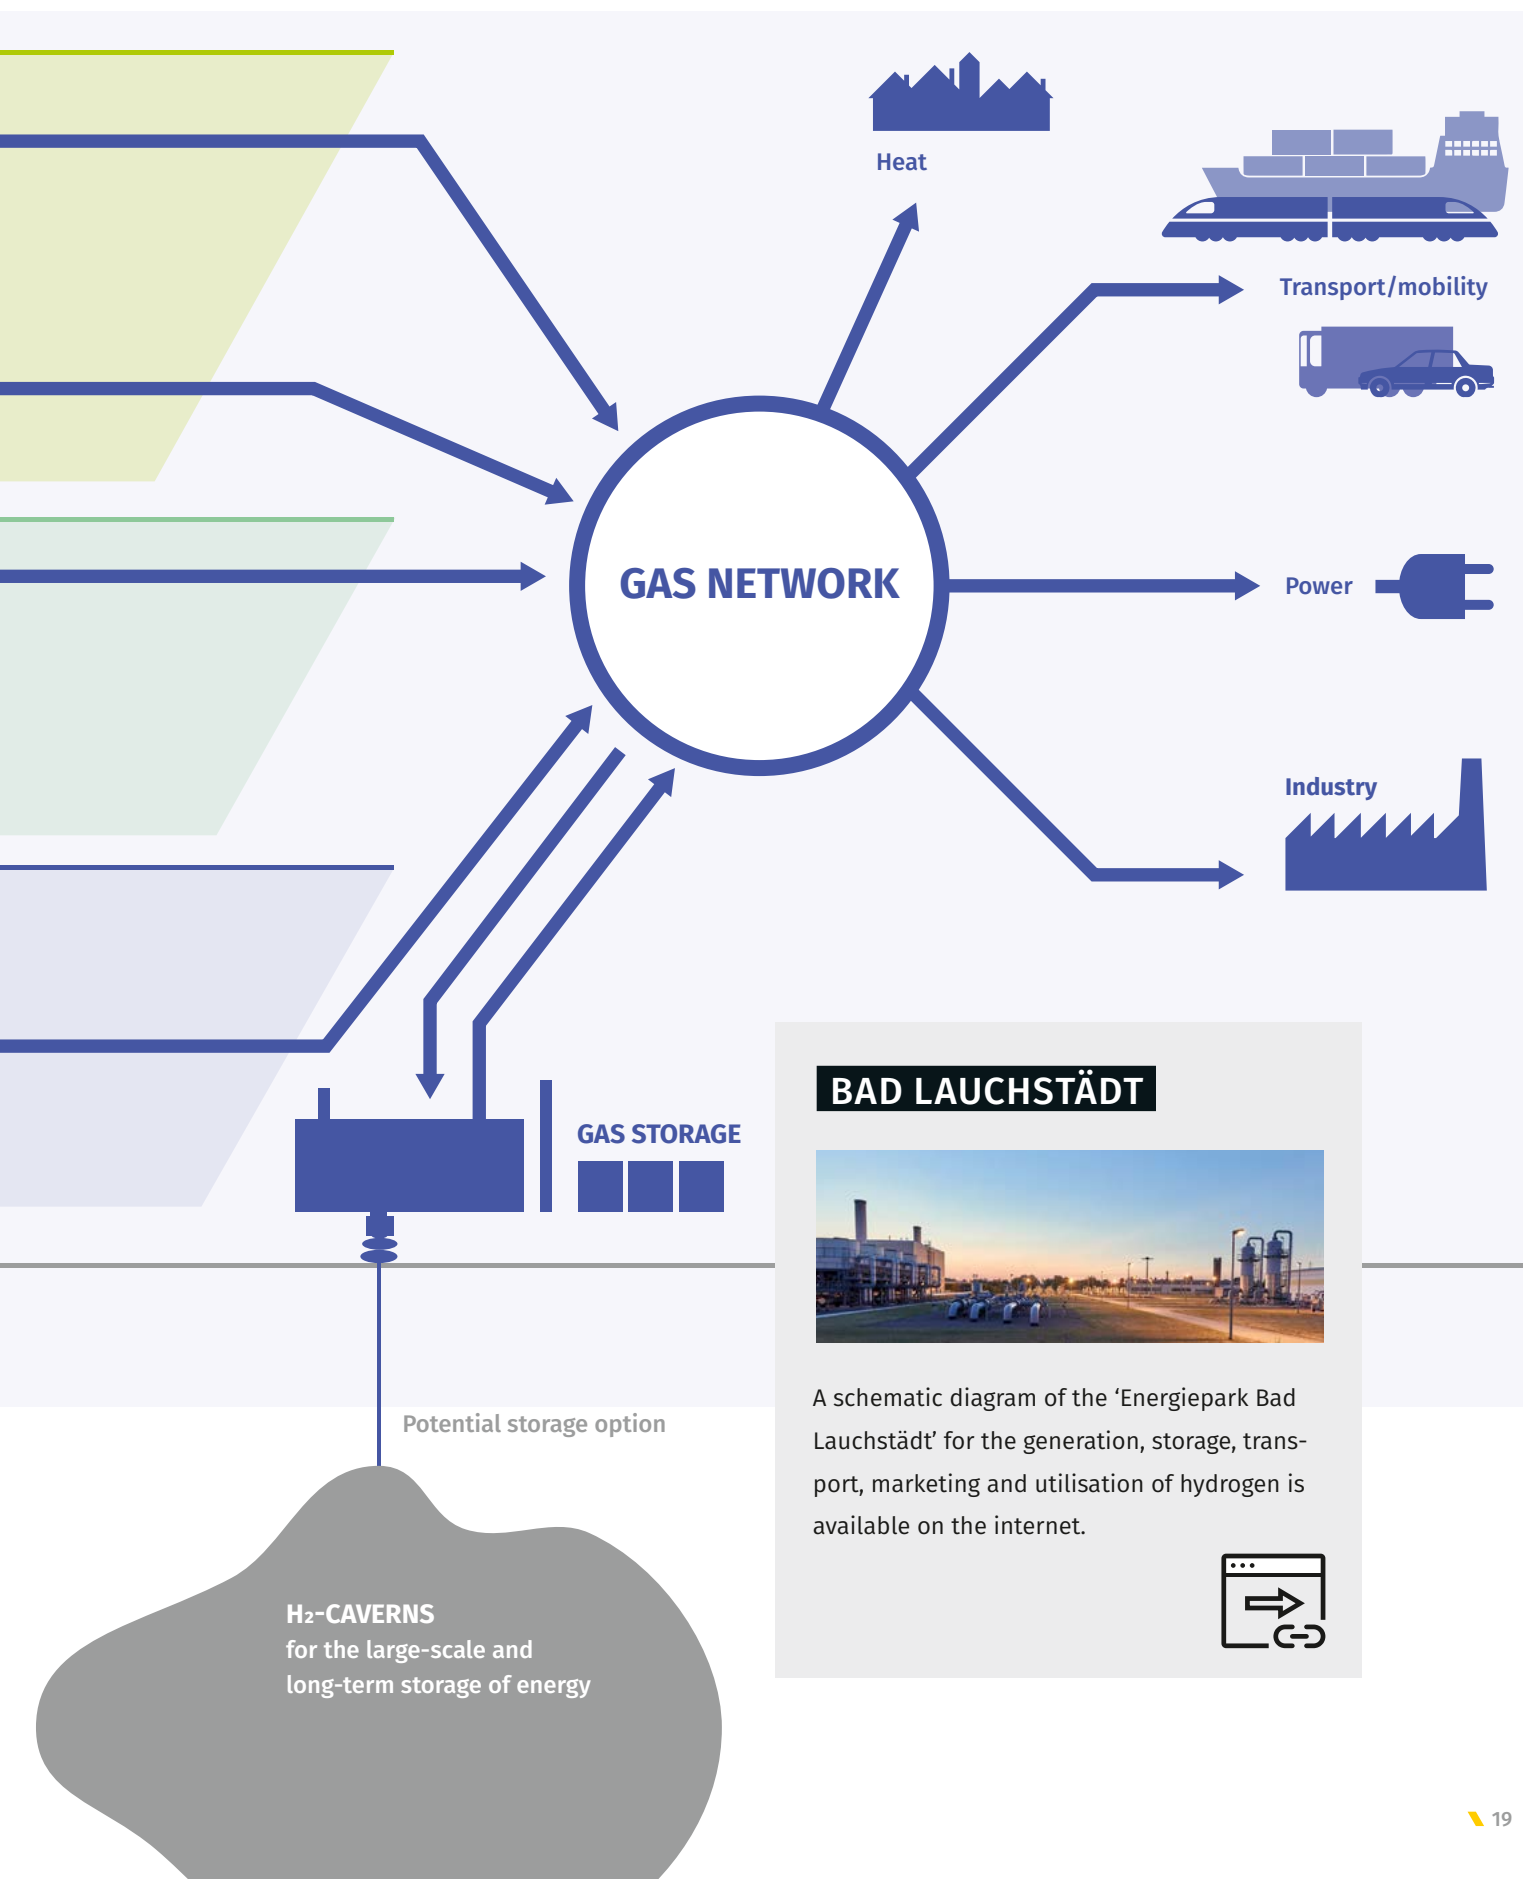 Heat
Transport/mobility
GAS NETWORK
Power
Industry
GAS STORAGE
BAD LAUCHSTÄDT
A schematic diagram of the ‘Energiepark Bad
Lauchstädt’ for the generation, storage, trans-
port, marketing and utilisation of hydrogen is
available on the internet.
Potential storage option
H₂-CAVERNS
for the large-scale and
long-term storage of energy
19